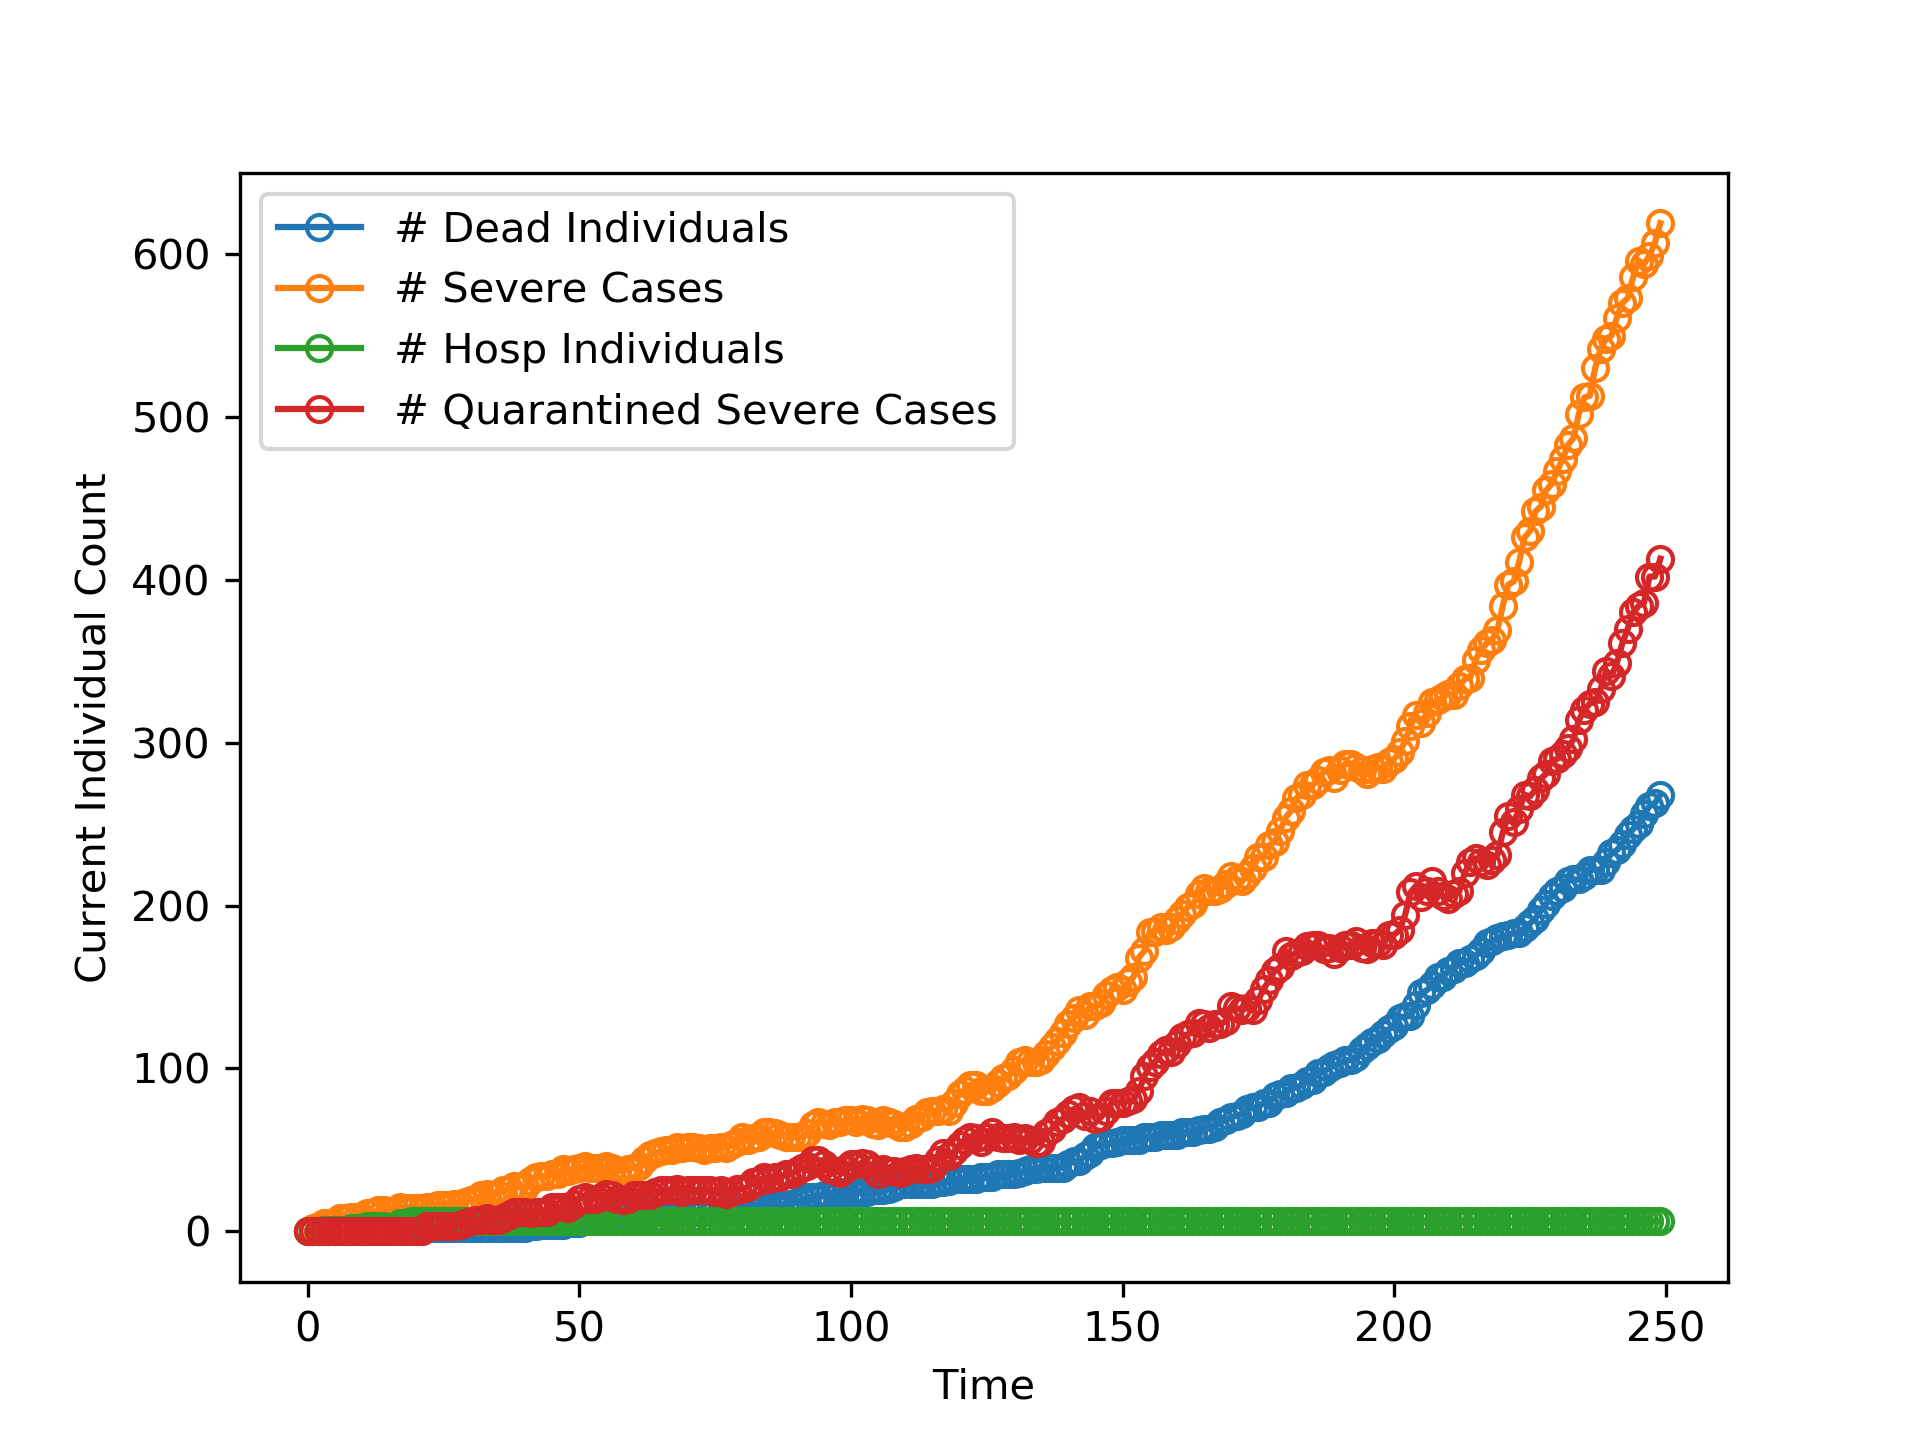 # Dead Individuals
# Severe Cases
# Hosp Individuals
# Quarantined Severe Cases
600
500
400
300
200
100
0
Current Individual Count
0 50 100 150 200 250
Time